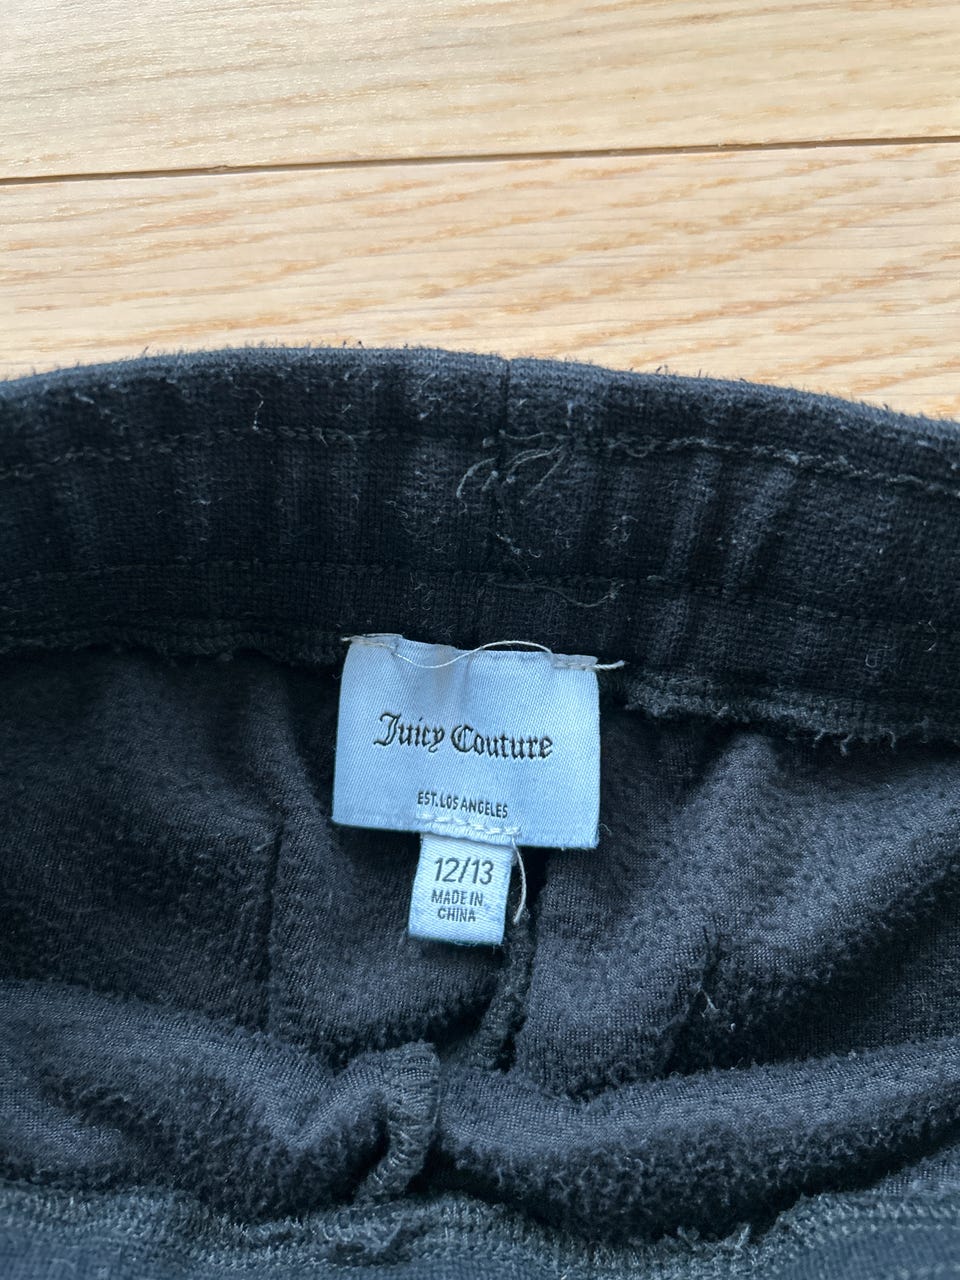 Juicy Couture
EST. LOS ANGELES
12/13
MADE IN
CHINA